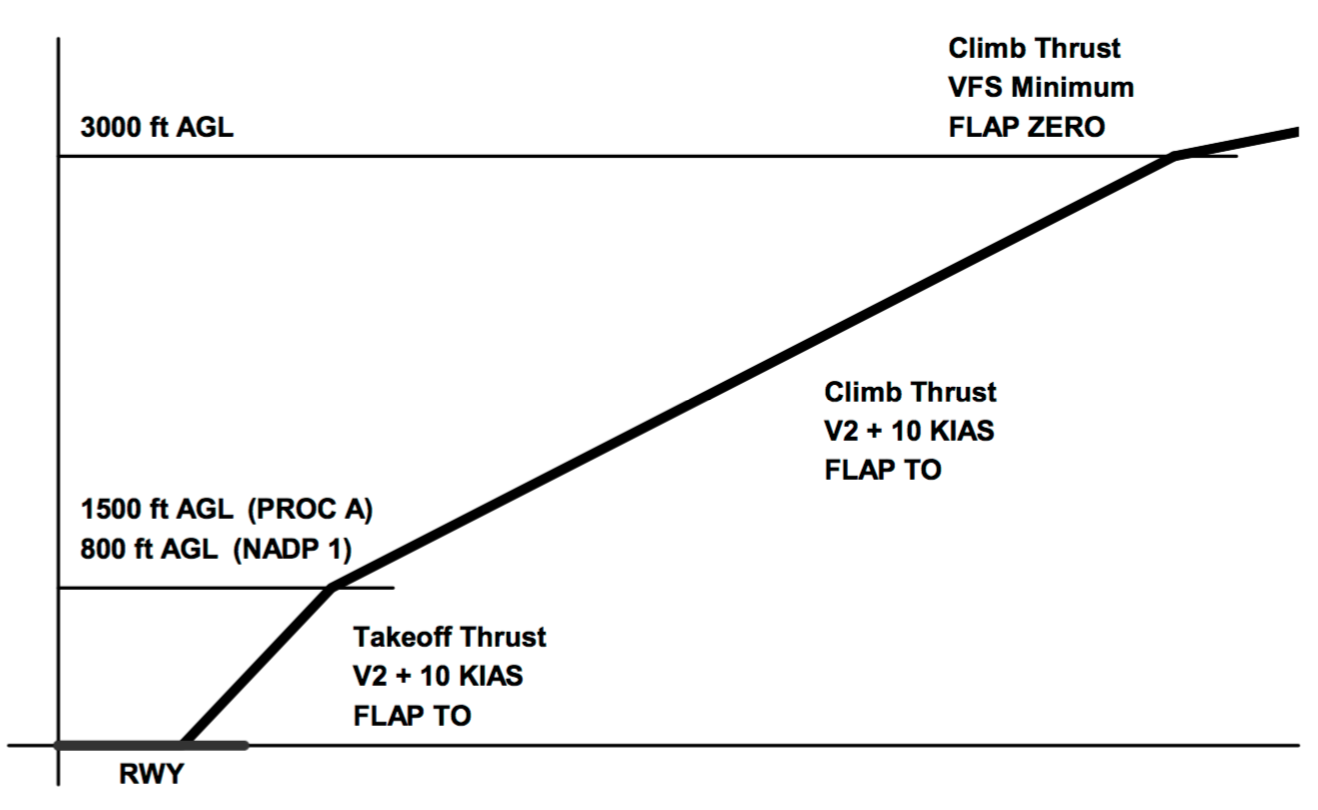 Climb Thrust
VFS Minimum
FLAP ZERO
3000 ft AGL
Climb Thrust
V2 + 10 KIAS
FLAP TO
1500 ft AGL (PROC A)
800 ft AGL (NADP 1)
Takeoff Thrust
V2 + 10 KIAS
FLAP TO
RWY